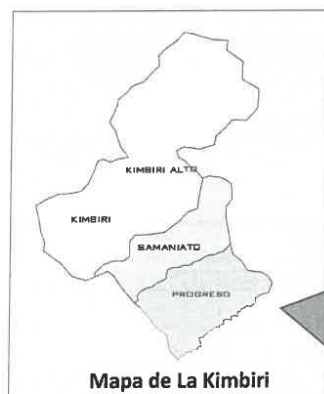 KIMBIRI ALTO
KIMBIRI
SAMANIATO
PROGRESO
Mapa de La Kimbiri